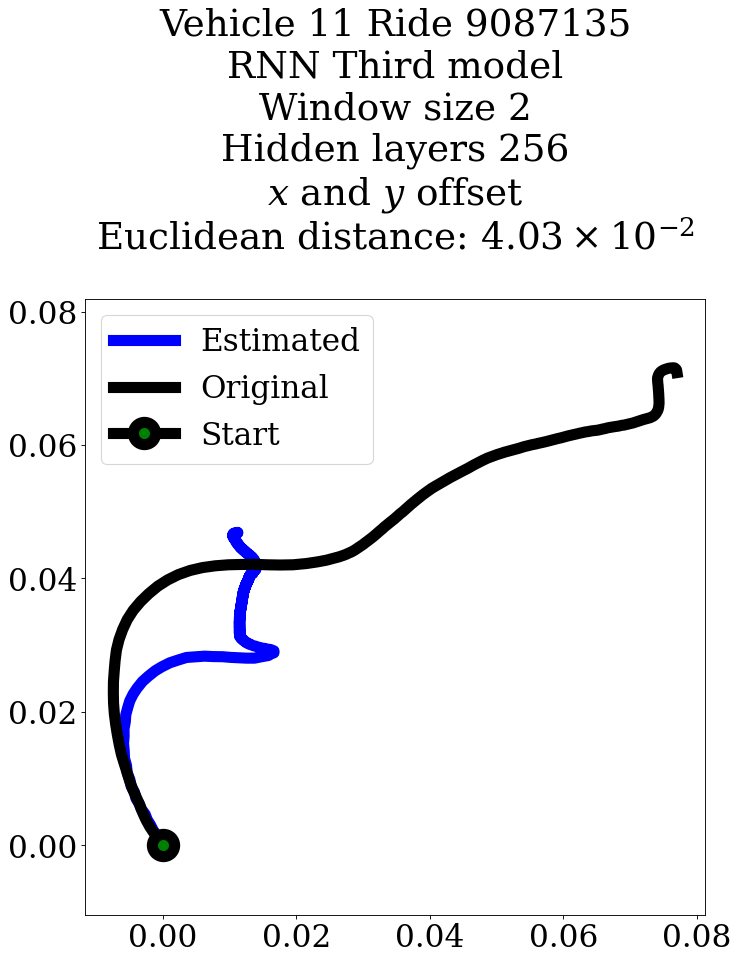 Vehicle 11 Ride 9087135
RNN Third model
Window size 2
Hidden layers 256
x and y offset
Euclidean distance: 4.03 × 10⁻²
Estimated
Original
Start
0.08
0.06
0.04
0.02
0.00
0.00 0.02 0.04 0.06 0.08